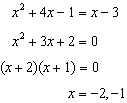 x² + 4x − 1 = x − 3
x² + 3x + 2 = 0
(x + 2)(x + 1) = 0
x = −2, −1